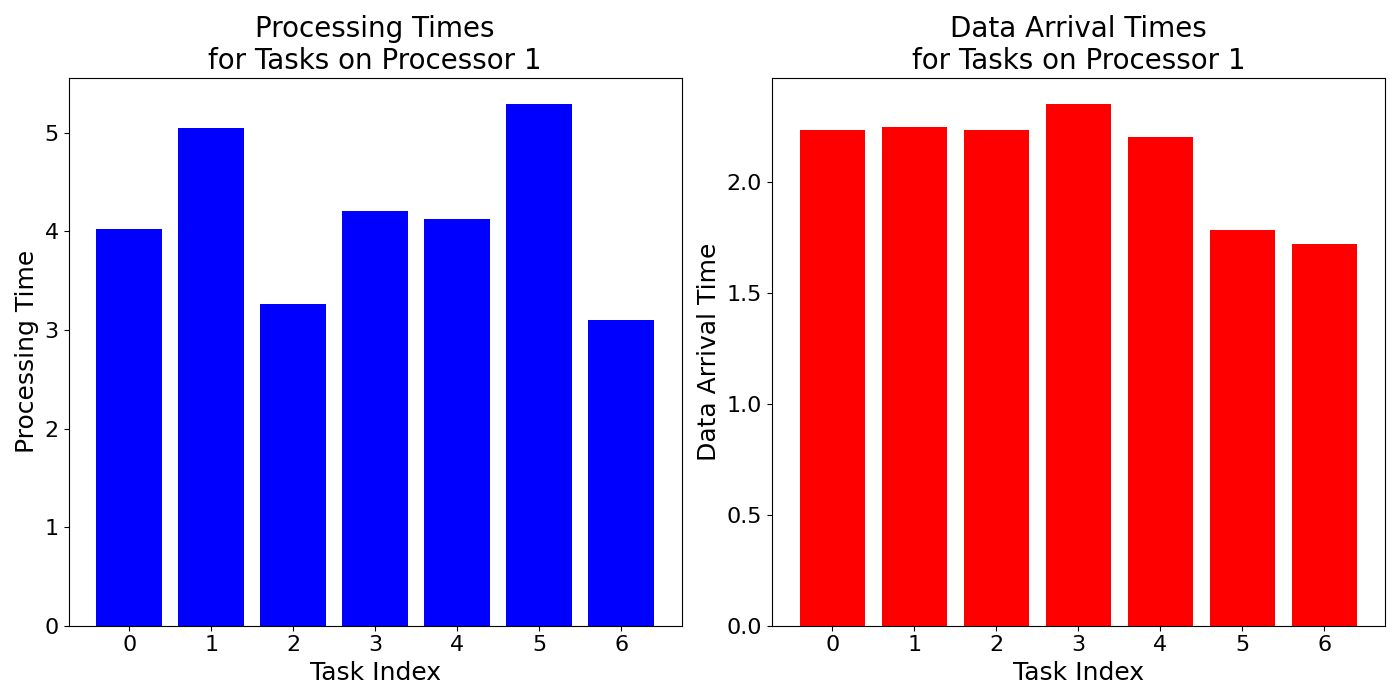 Processing Times
for Tasks on Processor 1
Processing Time
5
4
3
2
1
0
0 1 2 3 4 5 6
Task Index
Data Arrival Times
for Tasks on Processor 1
Data Arrival Time
2.0
1.5
1.0
0.5
0.0
0 1 2 3 4 5 6
Task Index